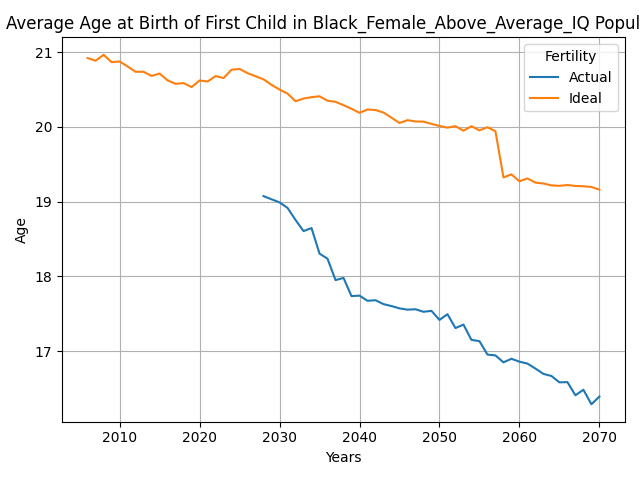 Average Age at Birth of First Child in Black_Female_Above_Average_IQ Popul
Fertility
Actual
Ideal
21
20
19
18
17
Age
2010 2020 2030 2040 2050 2060 2070
Years